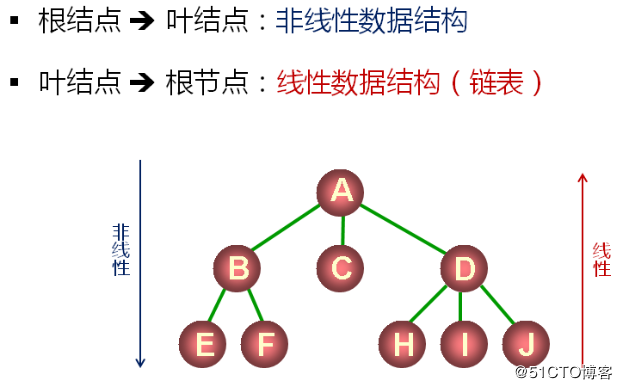 ▪ 根结点 ➔ 叶结点：非线性数据结构
▪ 叶结点 ➔ 根节点：线性数据结构（链表）
A
非线性
线性
B C D
E F H I J
@51CTO博客